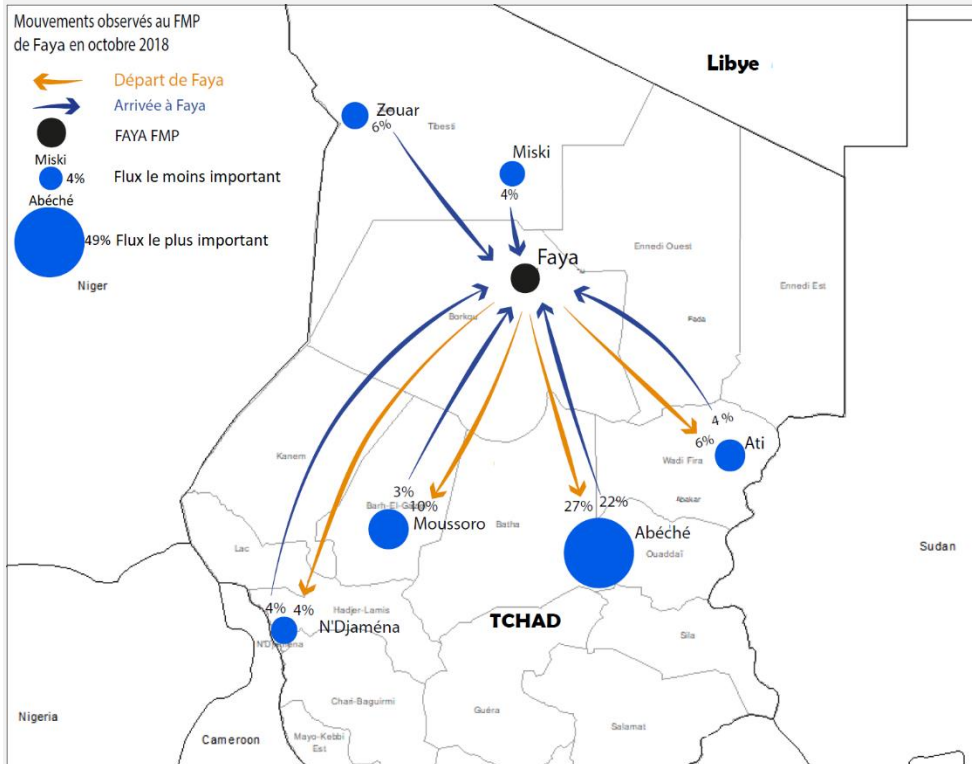 Mouvements observés au FMP
de Faya en octobre 2018
Départ de Faya
Arrivée à Faya
FAYA FMP
Miski
4% Flux le moins important
Abéché
49% Flux le plus important
Niger
Libye
Zouar
6%
Tibesti
Miski
4%
Faya
Ennedi Ouest
Ennedi Est
Borkou
Fada
4 %
6%
Ati
Wadi Fira
Kanem
3%
10%
Barh-El-Gazel
Moussoro
Batha
27%
22%
Abakar
Abéché
Ouaddaï
Lac
Sudan
4%
4%
Hadjer-Lamis
N'Djaména
N'Djamena
TCHAD
Sila
Chari-Baguirmi
Guéra
Salamat
Nigeria
Cameroon
Mayo-Kebbi
Est